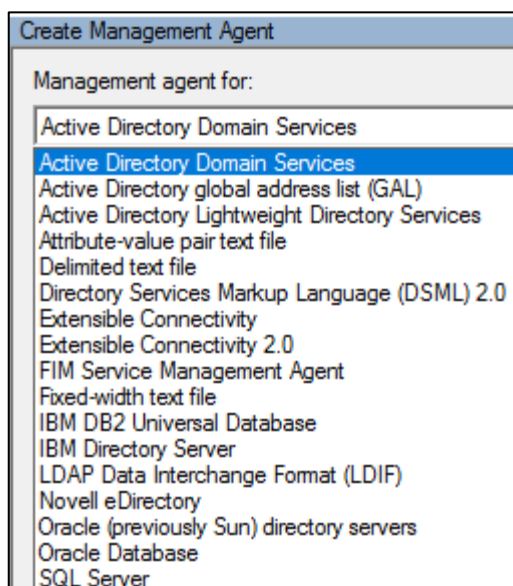 Create Management Agent
Management agent for:
Active Directory Domain Services
Active Directory Domain Services
Active Directory global address list (GAL)
Active Directory Lightweight Directory Services
Attribute-value pair text file
Delimited text file
Directory Services Markup Language (DSML) 2.0
Extensible Connectivity
Extensible Connectivity 2.0
FIM Service Management Agent
Fixed-width text file
IBM DB2 Universal Database
IBM Directory Server
LDAP Data Interchange Format (LDIF)
Novell eDirectory
Oracle (previously Sun) directory servers
Oracle Database
SQL Server